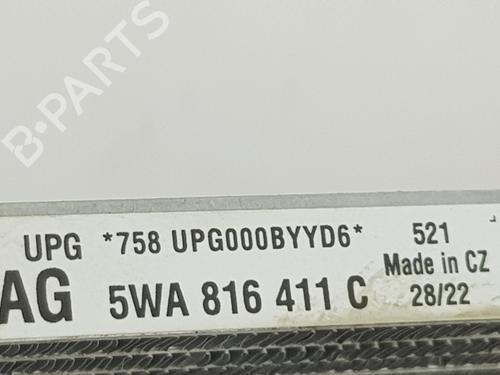 B-PARTS
UPG *758 UPG000BYYD6* 521
AG 5WA 816 411 C Made in CZ
28/22